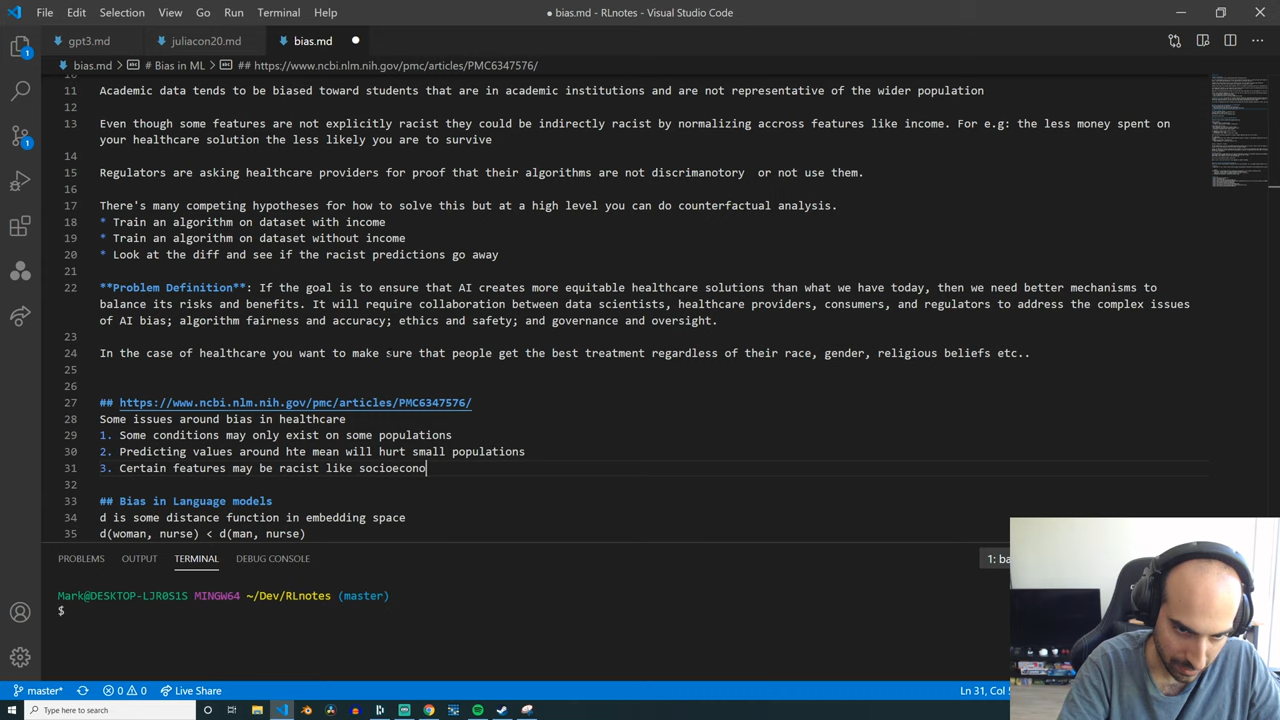 File Edit Selection View Go Run Terminal Help
● bias.md - RLnotes - Visual Studio Code
gpt3.md juliacon20.md bias.md
bias.md > # Bias in ML > ## https://www.ncbi.nlm.nih.gov/pmc/articles/PMC6347576/
10
11 Academic data tends to be biased towards students that are in academic institutions and are not representative of the wider population
12
13 Even though some features are not explicitly racist they could be indirectly racist by nomalizing across features like income for e.g: the less money spent on
your healthcare solution the less likely you are to survive
14
15 Regulators are asking healthcare providers for proof that their algorithms are not discrimanotory or not use them.
16
17 There's many competing hypotheses for how to solve this but at a high level you can do counterfactual analysis.
18 * Train an algorithm on dataset with income
19 * Train an algorithm on dataset without income
20 * Look at the diff and see if the racist predictions go away
21
22 **Problem Definition**: If the goal is to ensure that AI creates more equitable healthcare solutions than what we have today, then we need better mechanisms to
balance its risks and benefits. It will require collaboration between data scientists, healthcare providers, consumers, and regulators to address the complex issues
of AI bias; algorithm fairness and accuracy; ethics and safety; and governance and oversight.
23
24 In the case of healthcare you want to make sure that people get the best treatment regardless of their race, gender, religious beliefs etc..
25
26
27 ## https://www.ncbi.nlm.nih.gov/pmc/articles/PMC6347576/
28 Some issues around bias in healthcare
29 1. Some conditions may only exist on some populations
30 2. Predicting values around hte mean will hurt small populations
31 3. Certain features may be racist like socioecono
32
33 ## Bias in Language models
34 d is some distance function in embedding space
35 d(woman, nurse) < d(man, nurse)
PROBLEMS OUTPUT TERMINAL DEBUG CONSOLE 1: ba
Mark@DESKTOP-LJR0S1S MINGW64 ~/Dev/RLnotes (master)
$
master* 0 0 Live Share Ln 31, Col
Type here to search